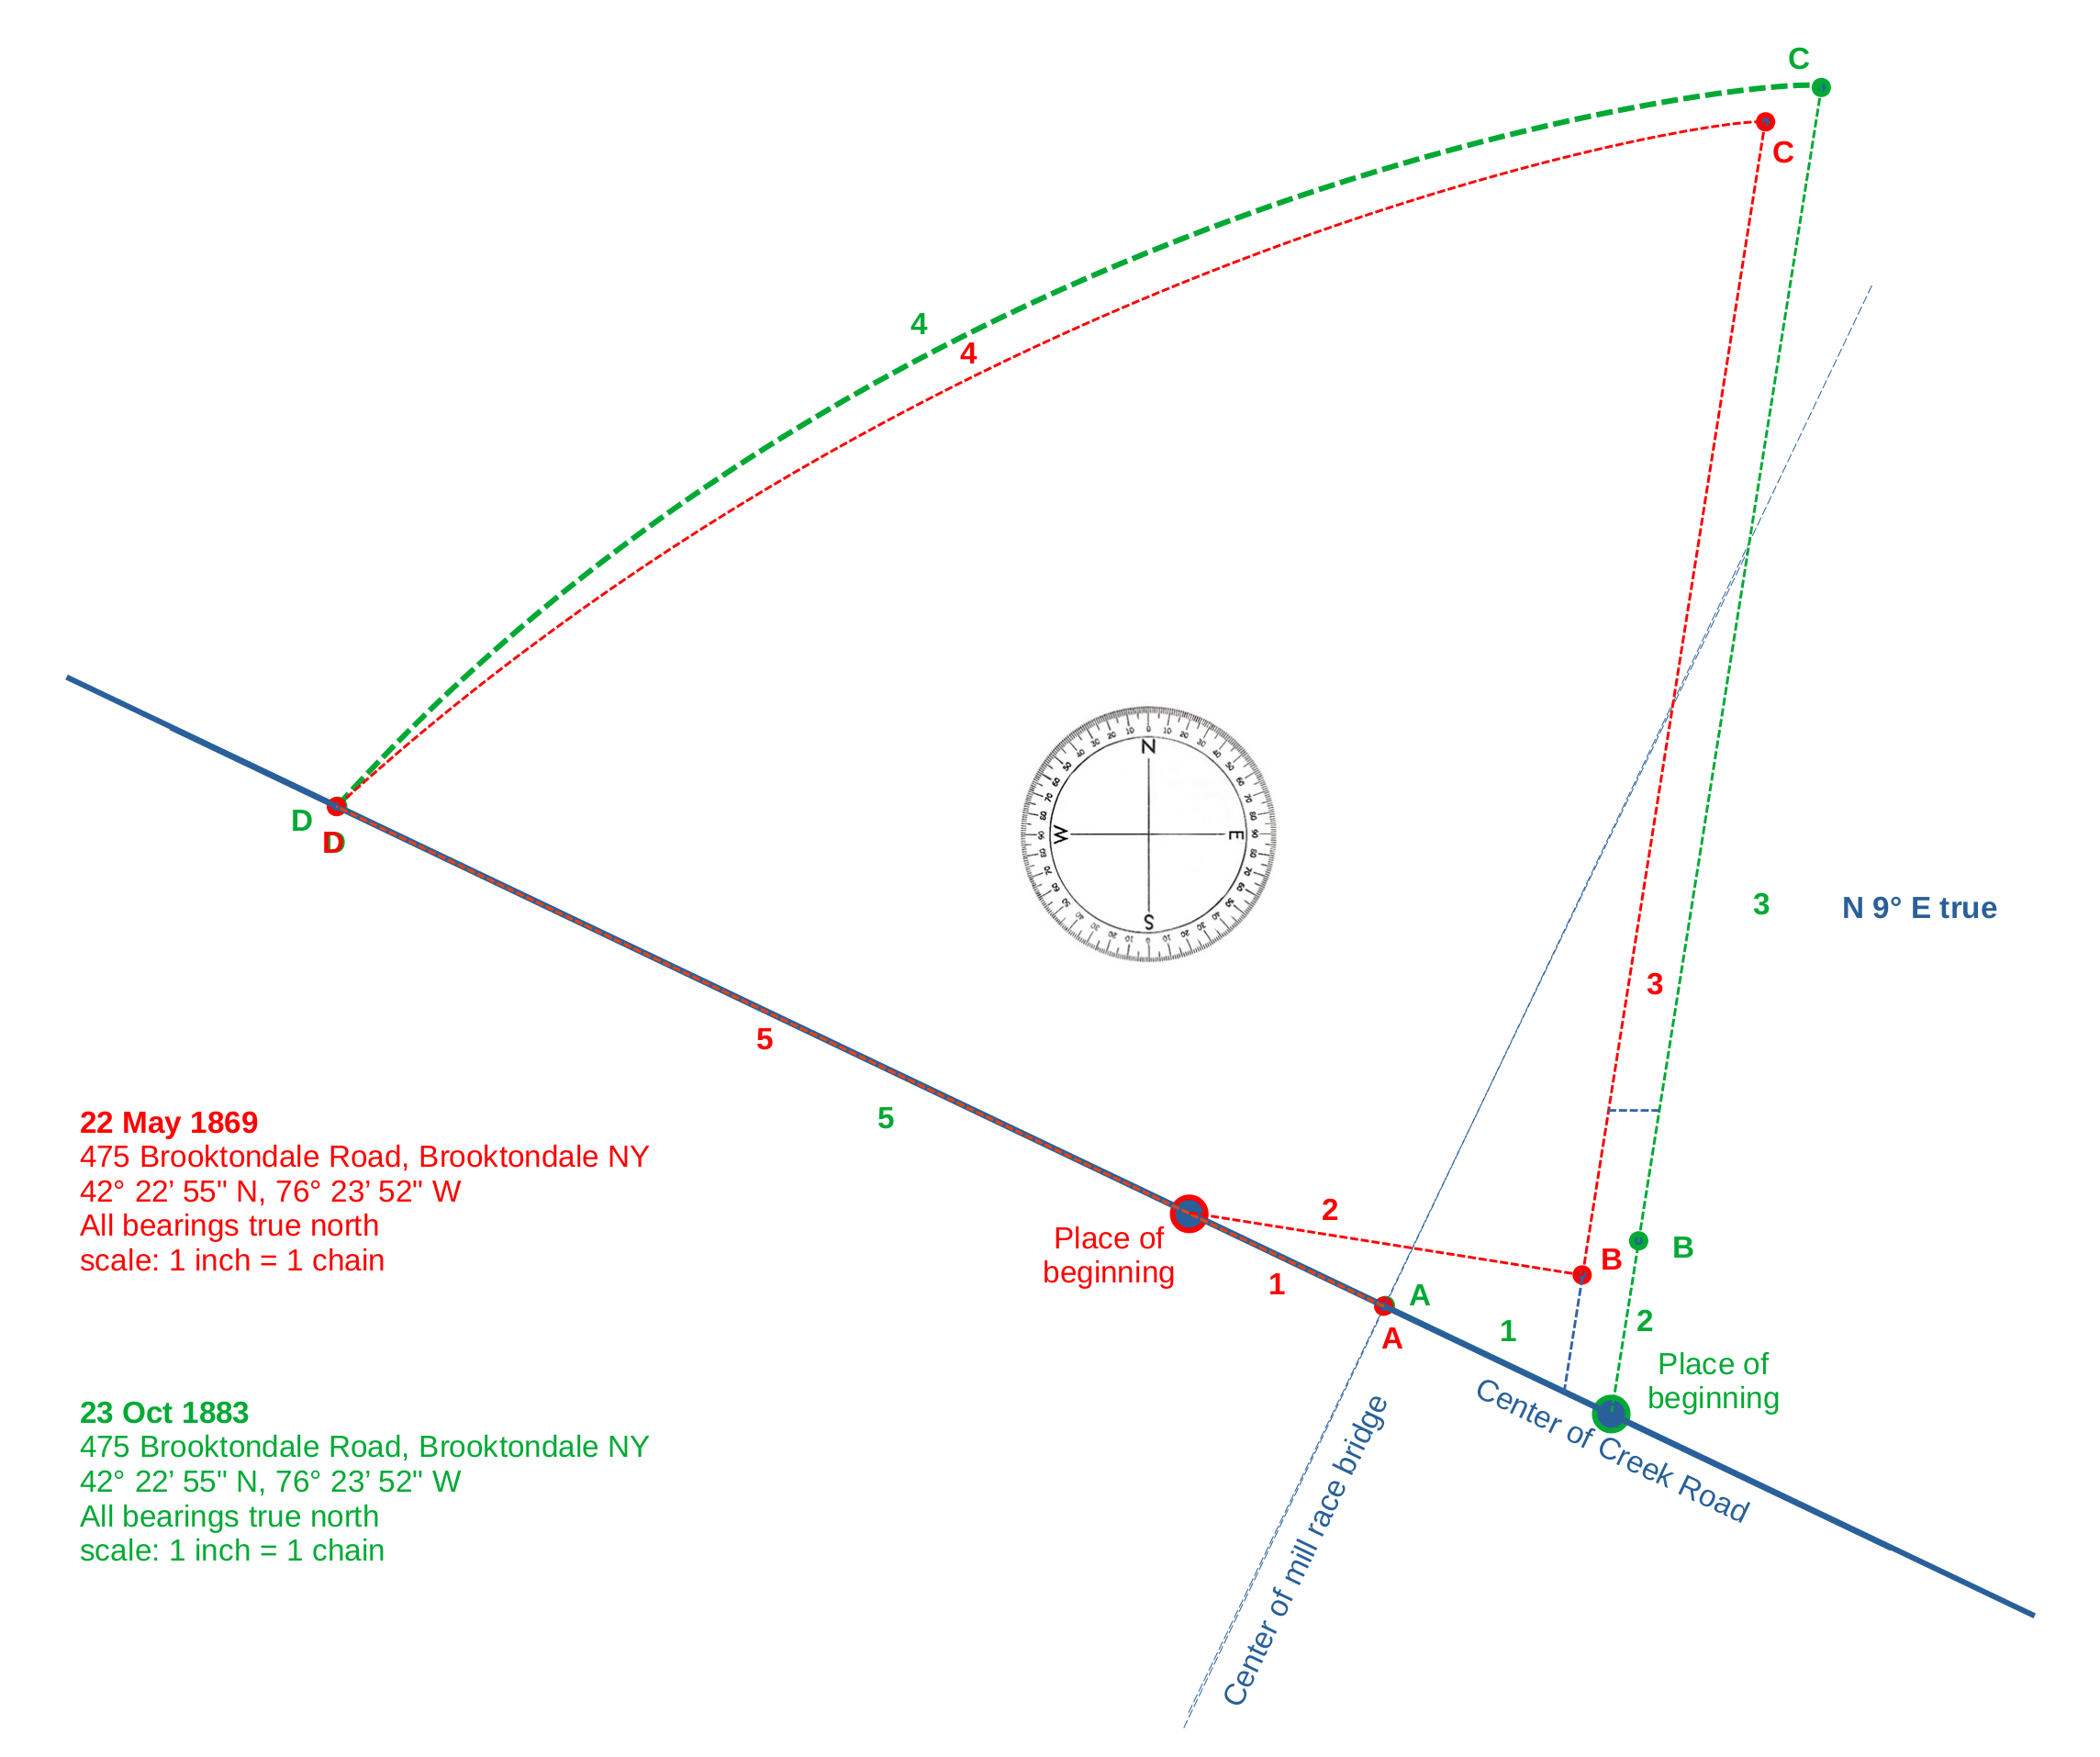 C
C
4
4
N
W
E
S
D
D
3
N 9° E true
3
5
5
22 May 1869
475 Brooktondale Road, Brooktondale NY
42° 22’ 55" N, 76° 23’ 52" W
All bearings true north
scale: 1 inch = 1 chain
Place of
beginning
2
B
B
1
A
A
1
2
Place of
beginning
Center of Creek Road
Center of mill race bridge
23 Oct 1883
475 Brooktondale Road, Brooktondale NY
42° 22’ 55" N, 76° 23’ 52" W
All bearings true north
scale: 1 inch = 1 chain